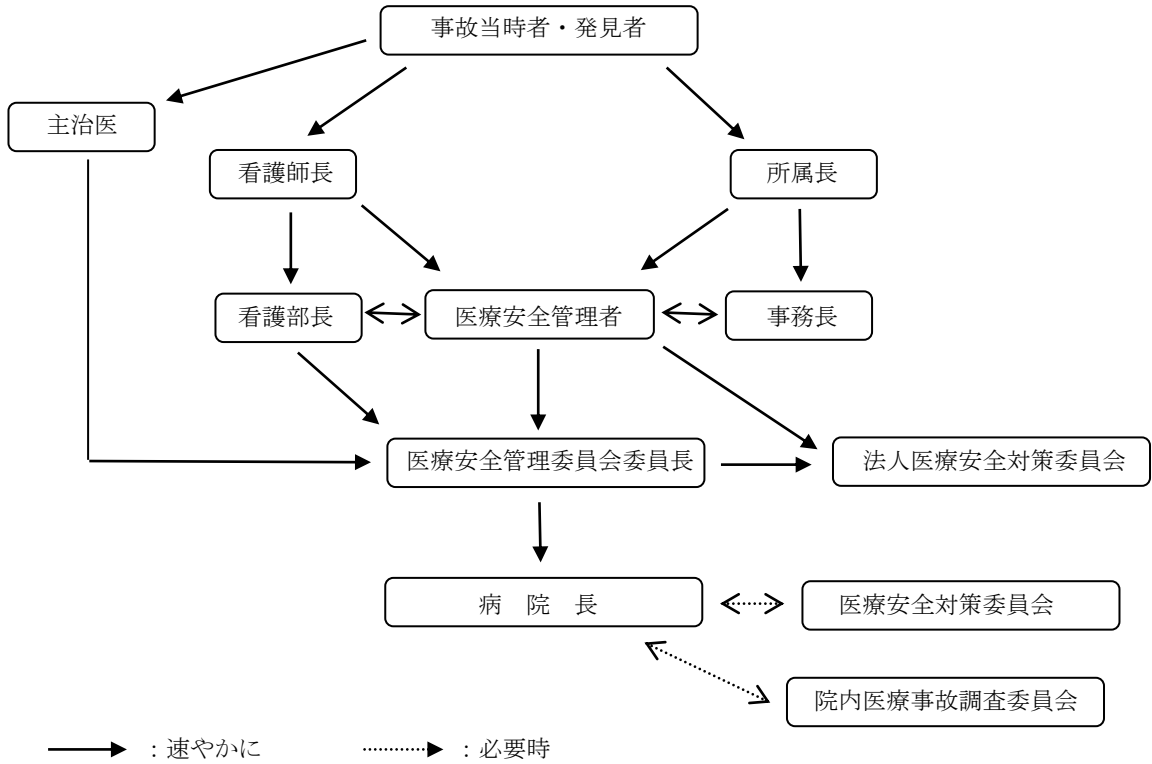 事故当時者・発見者
主治医
看護師長
所属長
看護部長
医療安全管理者
事務長
医療安全管理委員会委員長
法人医療安全対策委員会
病　院　長
医療安全対策委員会
院内医療事故調査委員会
：速やかに
：必要時